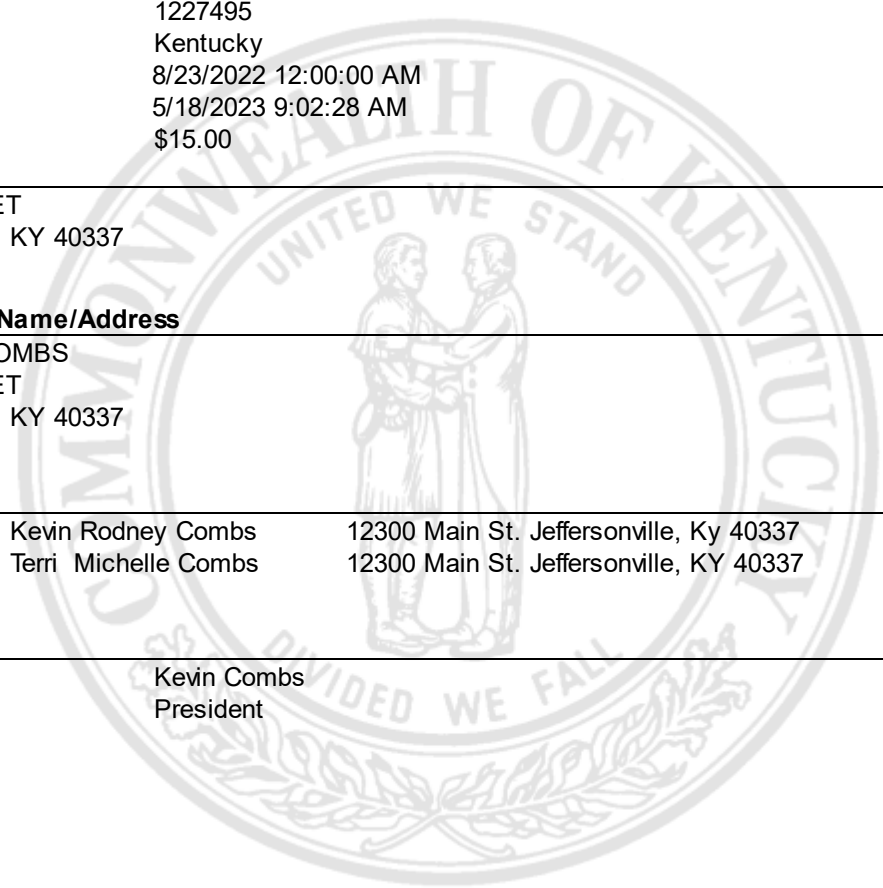 1227495
Kentucky
8/23/2022 12:00:00 AM
5/18/2023 9:02:28 AM
$15.00
ET
KY 40337
Name/Address
OMBS
ET
KY 40337
Kevin Rodney Combs 12300 Main St. Jeffersonville, Ky 40337
Terri Michelle Combs 12300 Main St. Jeffersonville, KY 40337
Kevin Combs
President
COMMONWEALTH OF KENTUCKY
UNITED WE STAND
DIVIDED WE FALL